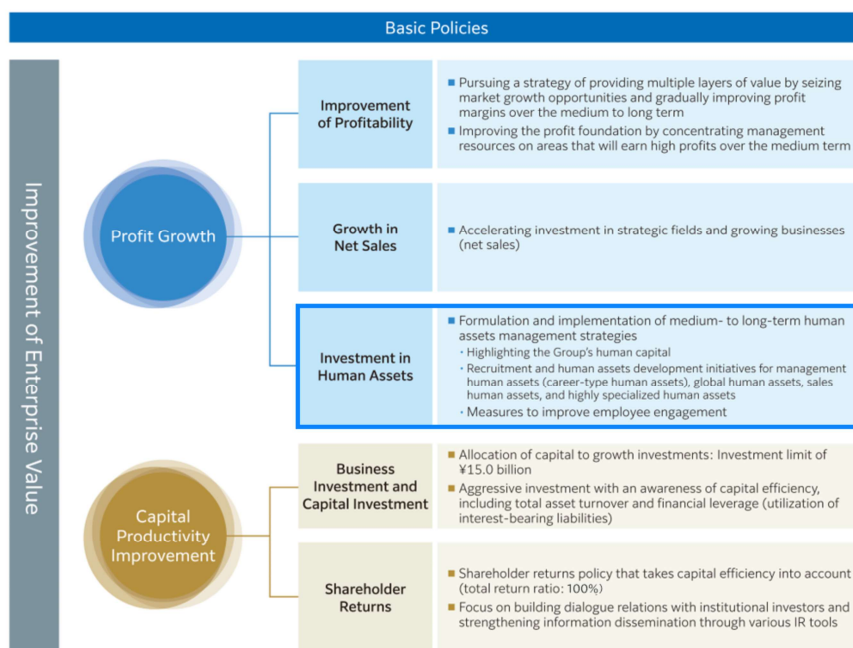 Basic Policies
Improvement of Enterprise Value
Profit Growth
Improvement
of Profitability
■ Pursuing a strategy of providing multiple layers of value by seizing
market growth opportunities and gradually improving profit
margins over the medium to long term
■ Improving the profit foundation by concentrating management
resources on areas that will earn high profits over the medium term
Growth in
Net Sales
■ Accelerating investment in strategic fields and growing businesses
(net sales)
Investment in
Human Assets
■ Formulation and implementation of medium- to long-term human
assets management strategies
・Highlighting the Group's human capital
・Recruitment and human assets development initiatives for management
human assets (career-type human assets), global human assets, sales
human assets, and highly specialized human assets
・Measures to improve employee engagement
Capital
Productivity
Improvement
Business
Investment and
Capital Investment
■ Allocation of capital to growth investments: Investment limit of
¥15.0 billion
■ Aggressive investment with an awareness of capital efficiency,
including total asset turnover and financial leverage (utilization of
interest-bearing liabilities)
Shareholder
Returns
■ Shareholder returns policy that takes capital efficiency into account
(total return ratio: 100%)
■ Focus on building dialogue relations with institutional investors and
strengthening information dissemination through various IR tools